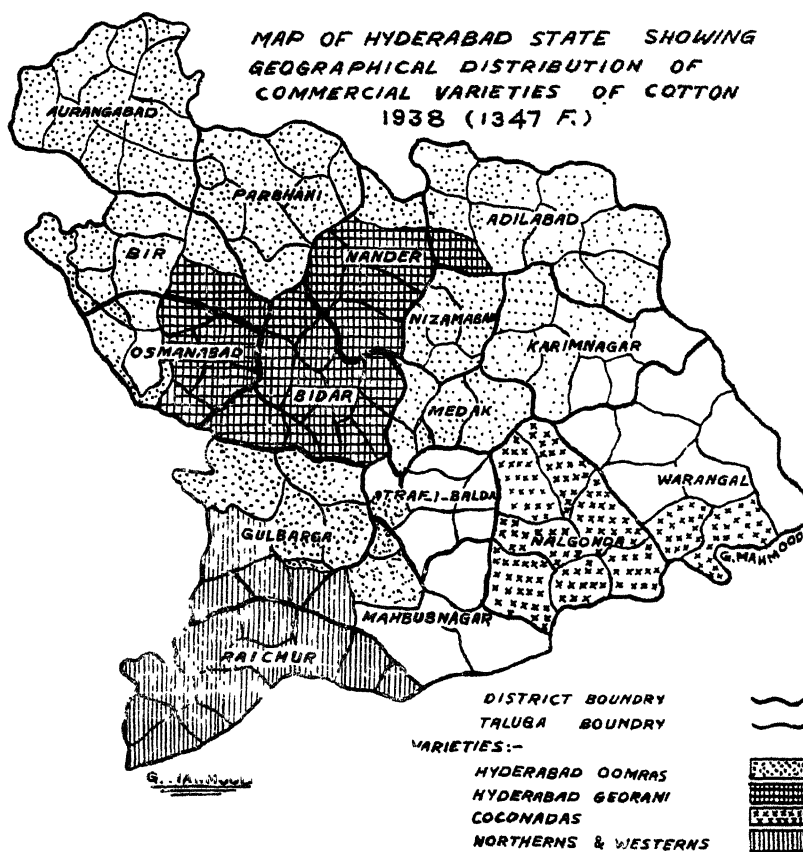 MAP OF HYDERABAD STATE SHOWING
GEOGRAPHICAL DISTRIBUTION OF
COMMERCIAL VARIETIES OF COTTON
1938 (1347 F.)
AURANGABAD
PARBHANI
ADILABAD
BIR
NANDER
NIZAMABAD
OSMANABAD
KARIMNAGAR
BIDAR
MEDAK
WARANGAL
ATRAF-I-BALDA
GULBARGA
NALGONDA
G. MAHMOOD
MAHBUBNAGAR
RAICHUR
DISTRICT BOUNDRY
TALUQA BOUNDRY
VARIETIES:-
HYDERABAD OOMRAS
HYDERABAD GEORANI
COCONADAS
NORTHERNS & WESTERNS
G.